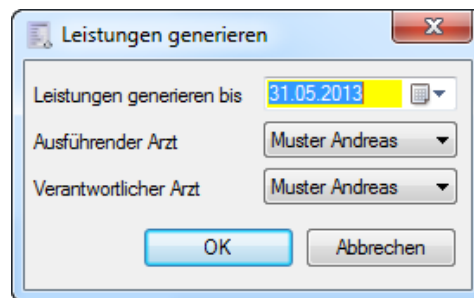 Leistungen generieren
Leistungen generieren bis 31.05.2013
Ausführender Arzt Muster Andreas
Verantwortlicher Arzt Muster Andreas
OK Abbrechen